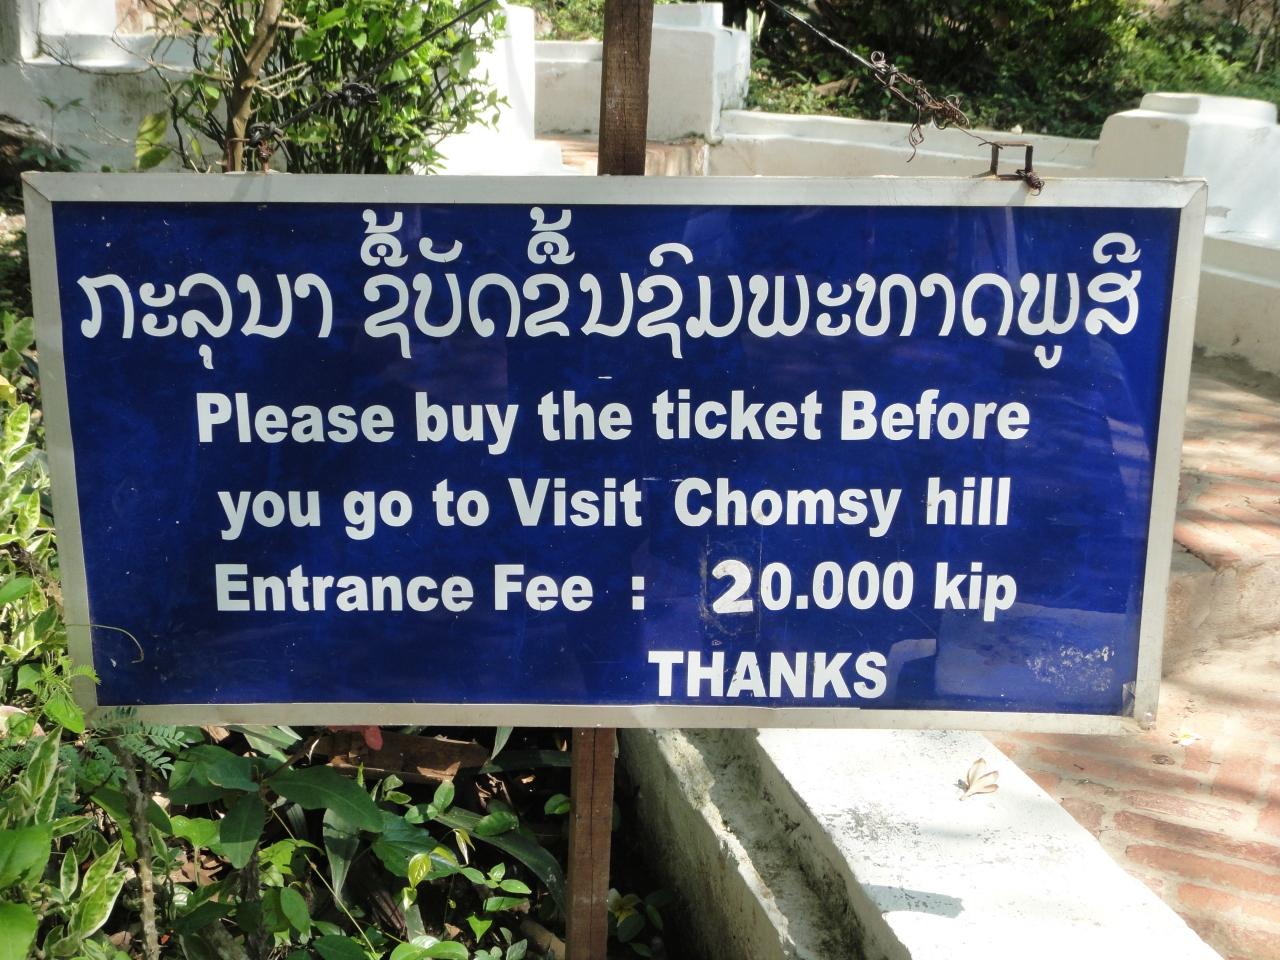 ກະລຸນາ ຊື້ບັດຂື້ນຊົມພະທາດພູສີ
Please buy the ticket Before
you go to Visit Chomsy hill
Entrance Fee : 20.000 kip
THANKS